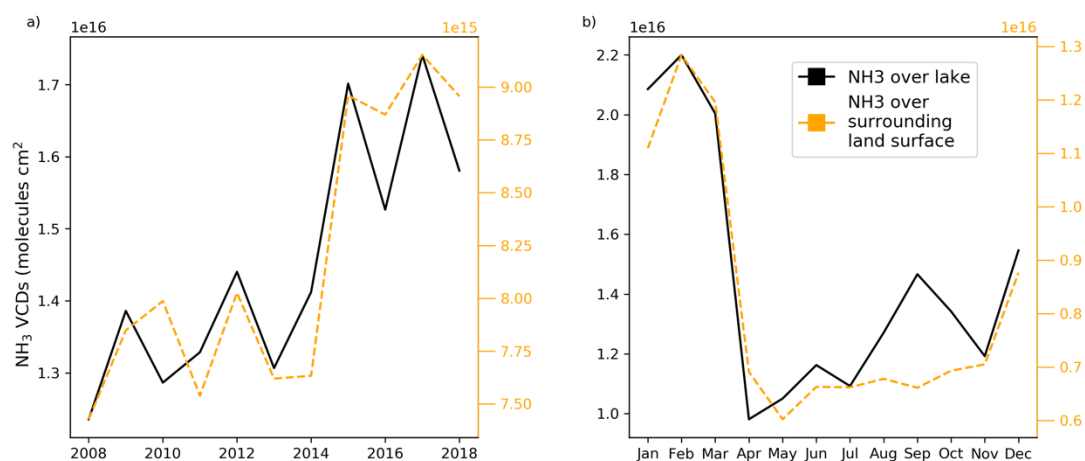 a)
1e16
1e15
NH₃ VCDs (molecules cm²)
1.7
1.6
1.5
1.4
1.3
9.00
8.75
8.50
8.25
8.00
7.75
7.50
2008 2010 2012 2014 2016 2018
b)
1e16
1e16
2.2
2.0
1.8
1.6
1.4
1.2
1.0
NH3 over lake
NH3 over
surrounding
land surface
1.3
1.2
1.1
1.0
0.9
0.8
0.7
0.6
Jan Feb Mar Apr May Jun Jul Aug Sep Oct Nov Dec